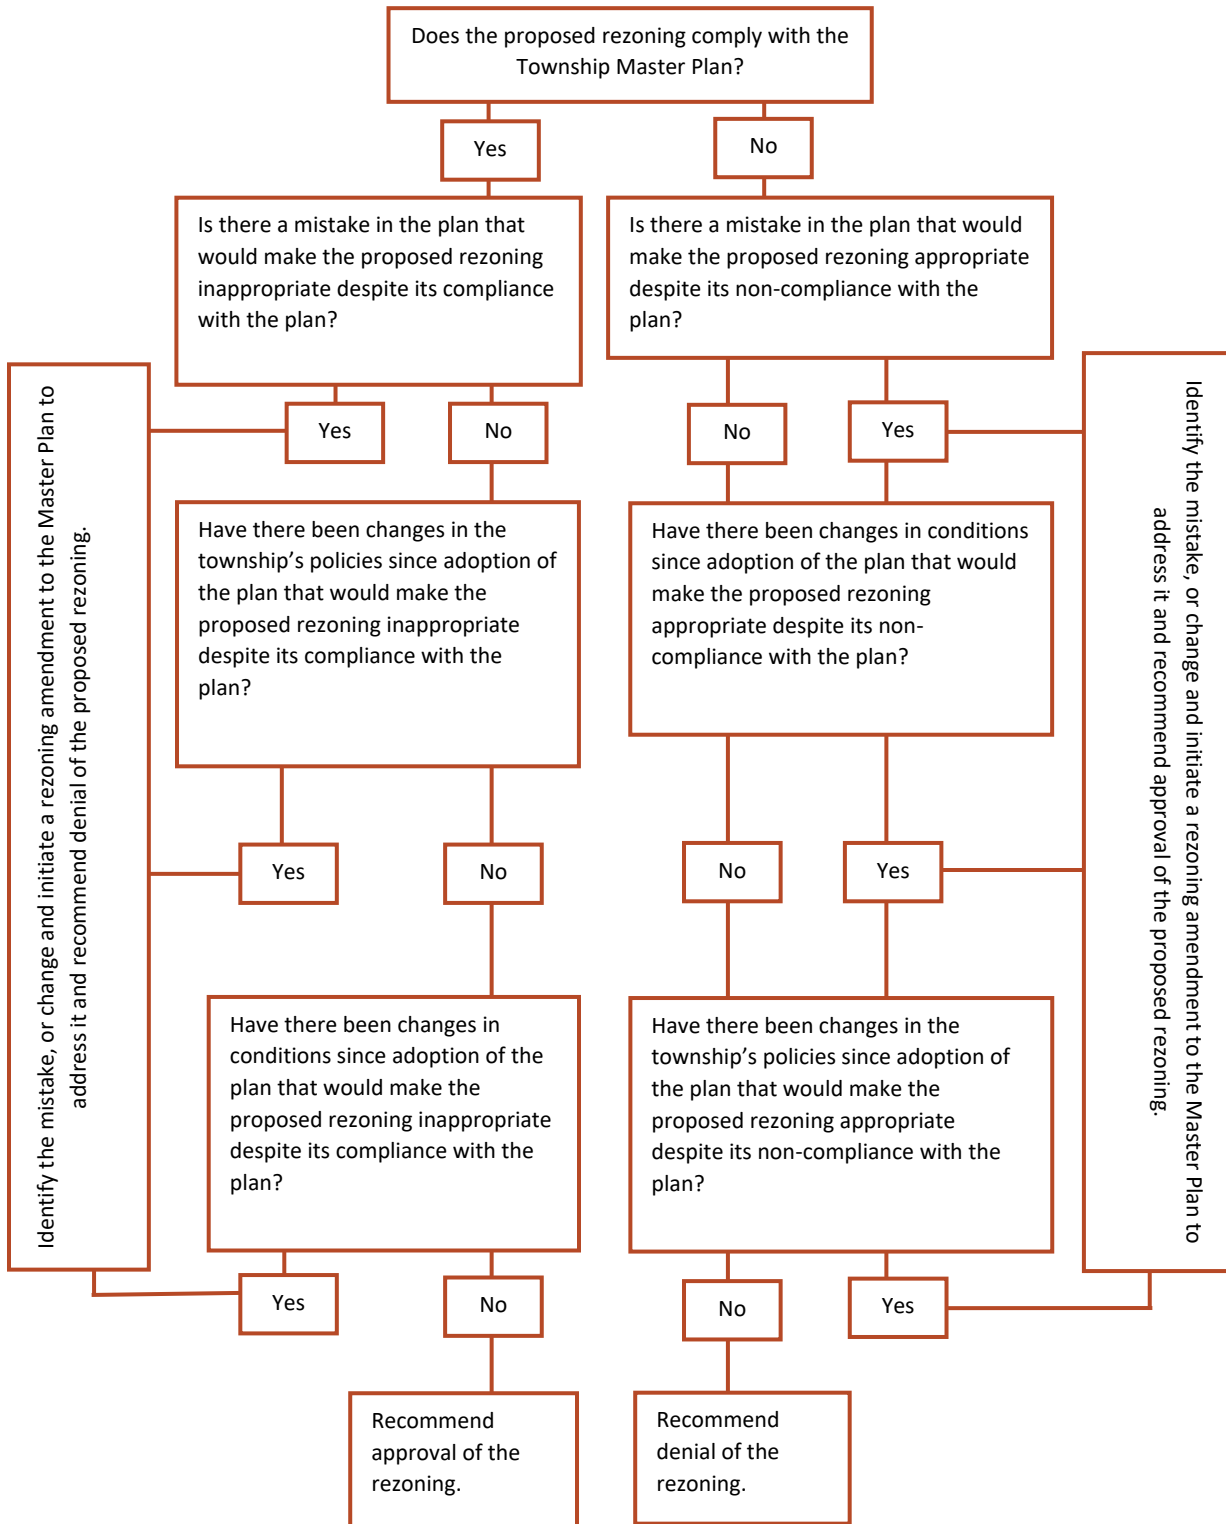 Does the proposed rezoning comply with the
Township Master Plan?
Yes
No
Is there a mistake in the plan that
would make the proposed rezoning
inappropriate despite its compliance
with the plan?
Is there a mistake in the plan that would
make the proposed rezoning appropriate
despite its non-compliance with the
plan?
Identify the mistake, or change and initiate a rezoning amendment to the Master Plan to
address it and recommend denial of the proposed rezoning.
Yes
No
No
Yes
Identify the mistake, or change and initiate a rezoning amendment to the Master Plan to
address it and recommend approval of the proposed rezoning.
Have there been changes in the
township’s policies since adoption of
the plan that would make the
proposed rezoning inappropriate
despite its compliance with the
plan?
Have there been changes in conditions
since adoption of the plan that would
make the proposed rezoning
appropriate despite its non-
compliance with the plan?
Yes
No
No
Yes
Have there been changes in
conditions since adoption of the
plan that would make the
proposed rezoning inappropriate
despite its compliance with the
plan?
Have there been changes in the
township’s policies since adoption of
the plan that would make the
proposed rezoning appropriate
despite its non-compliance with the
plan?
Yes
No
No
Yes
Recommend
approval of the
rezoning.
Recommend
denial of the
rezoning.